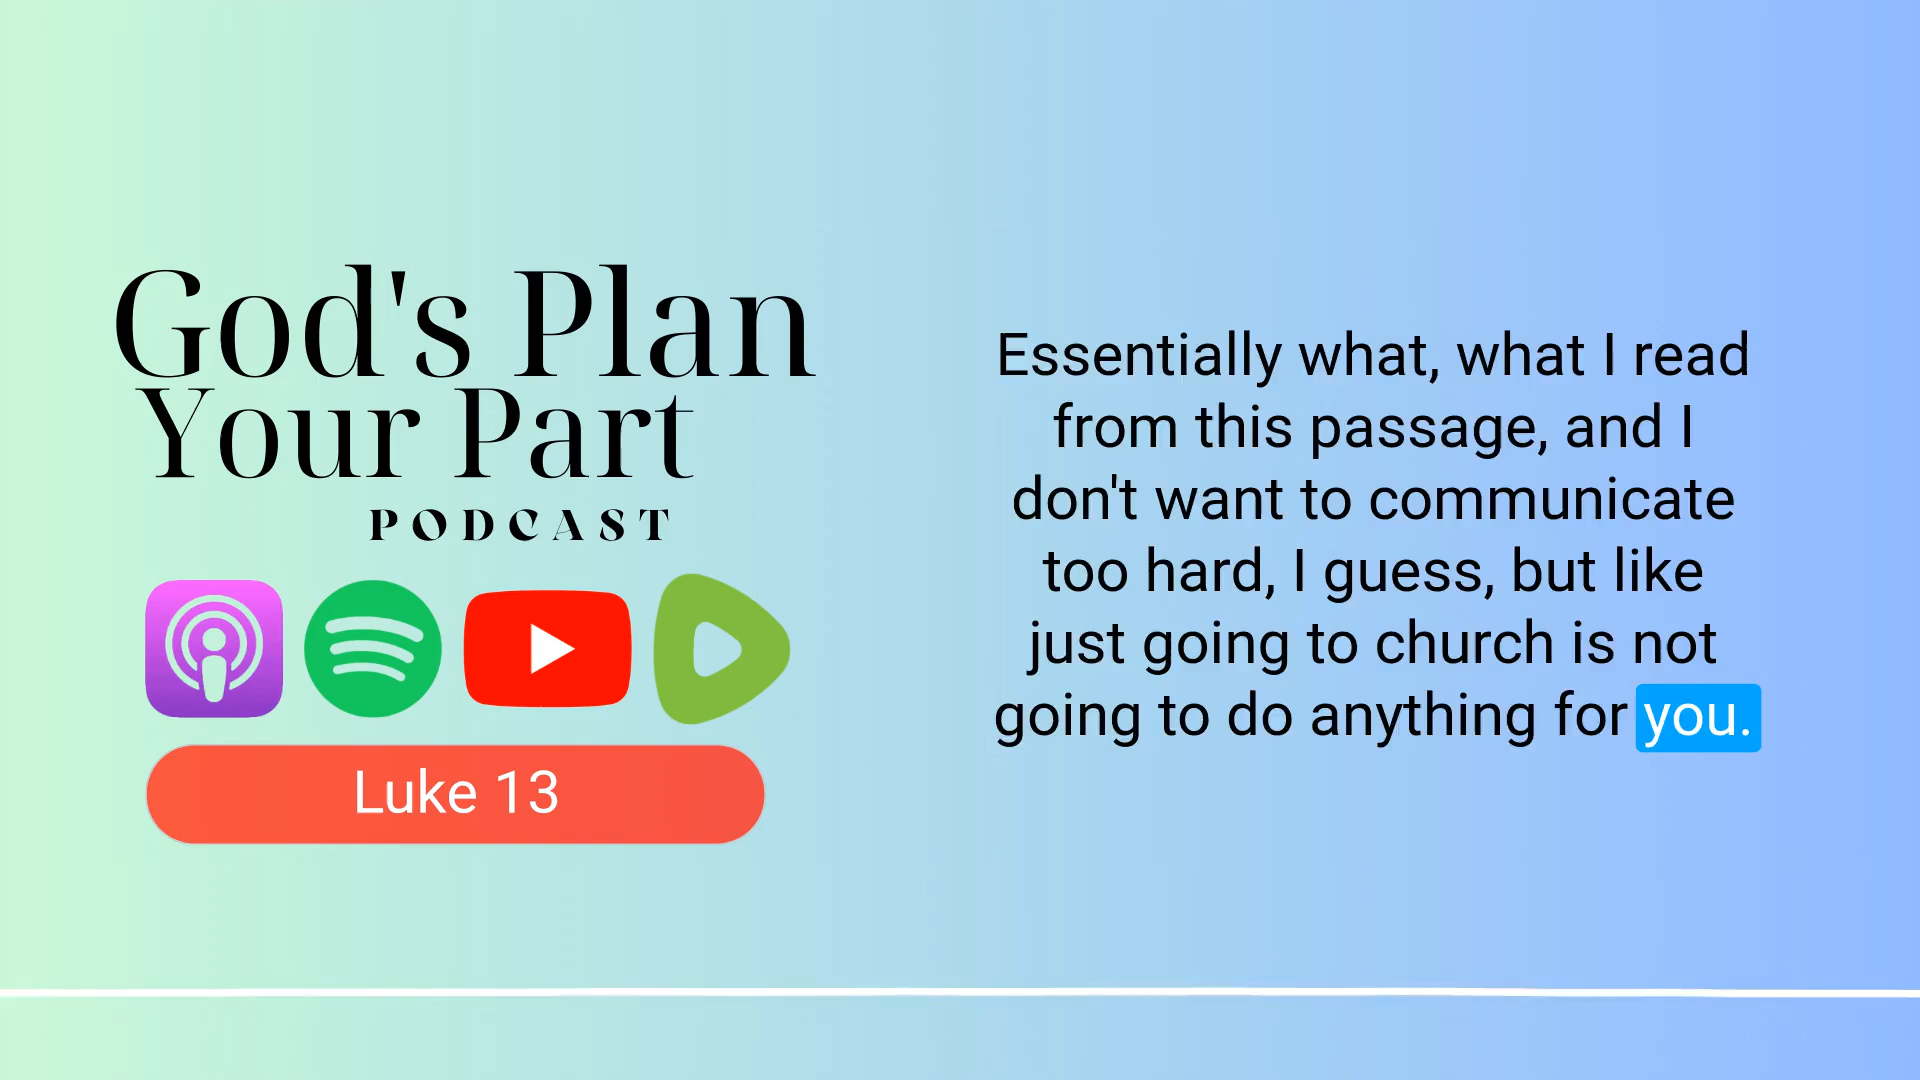 God's Plan
Your Part
PODCAST
Luke 13
Essentially what, what I read
from this passage, and I
don't want to communicate
too hard, I guess, but like
just going to church is not
going to do anything for you.